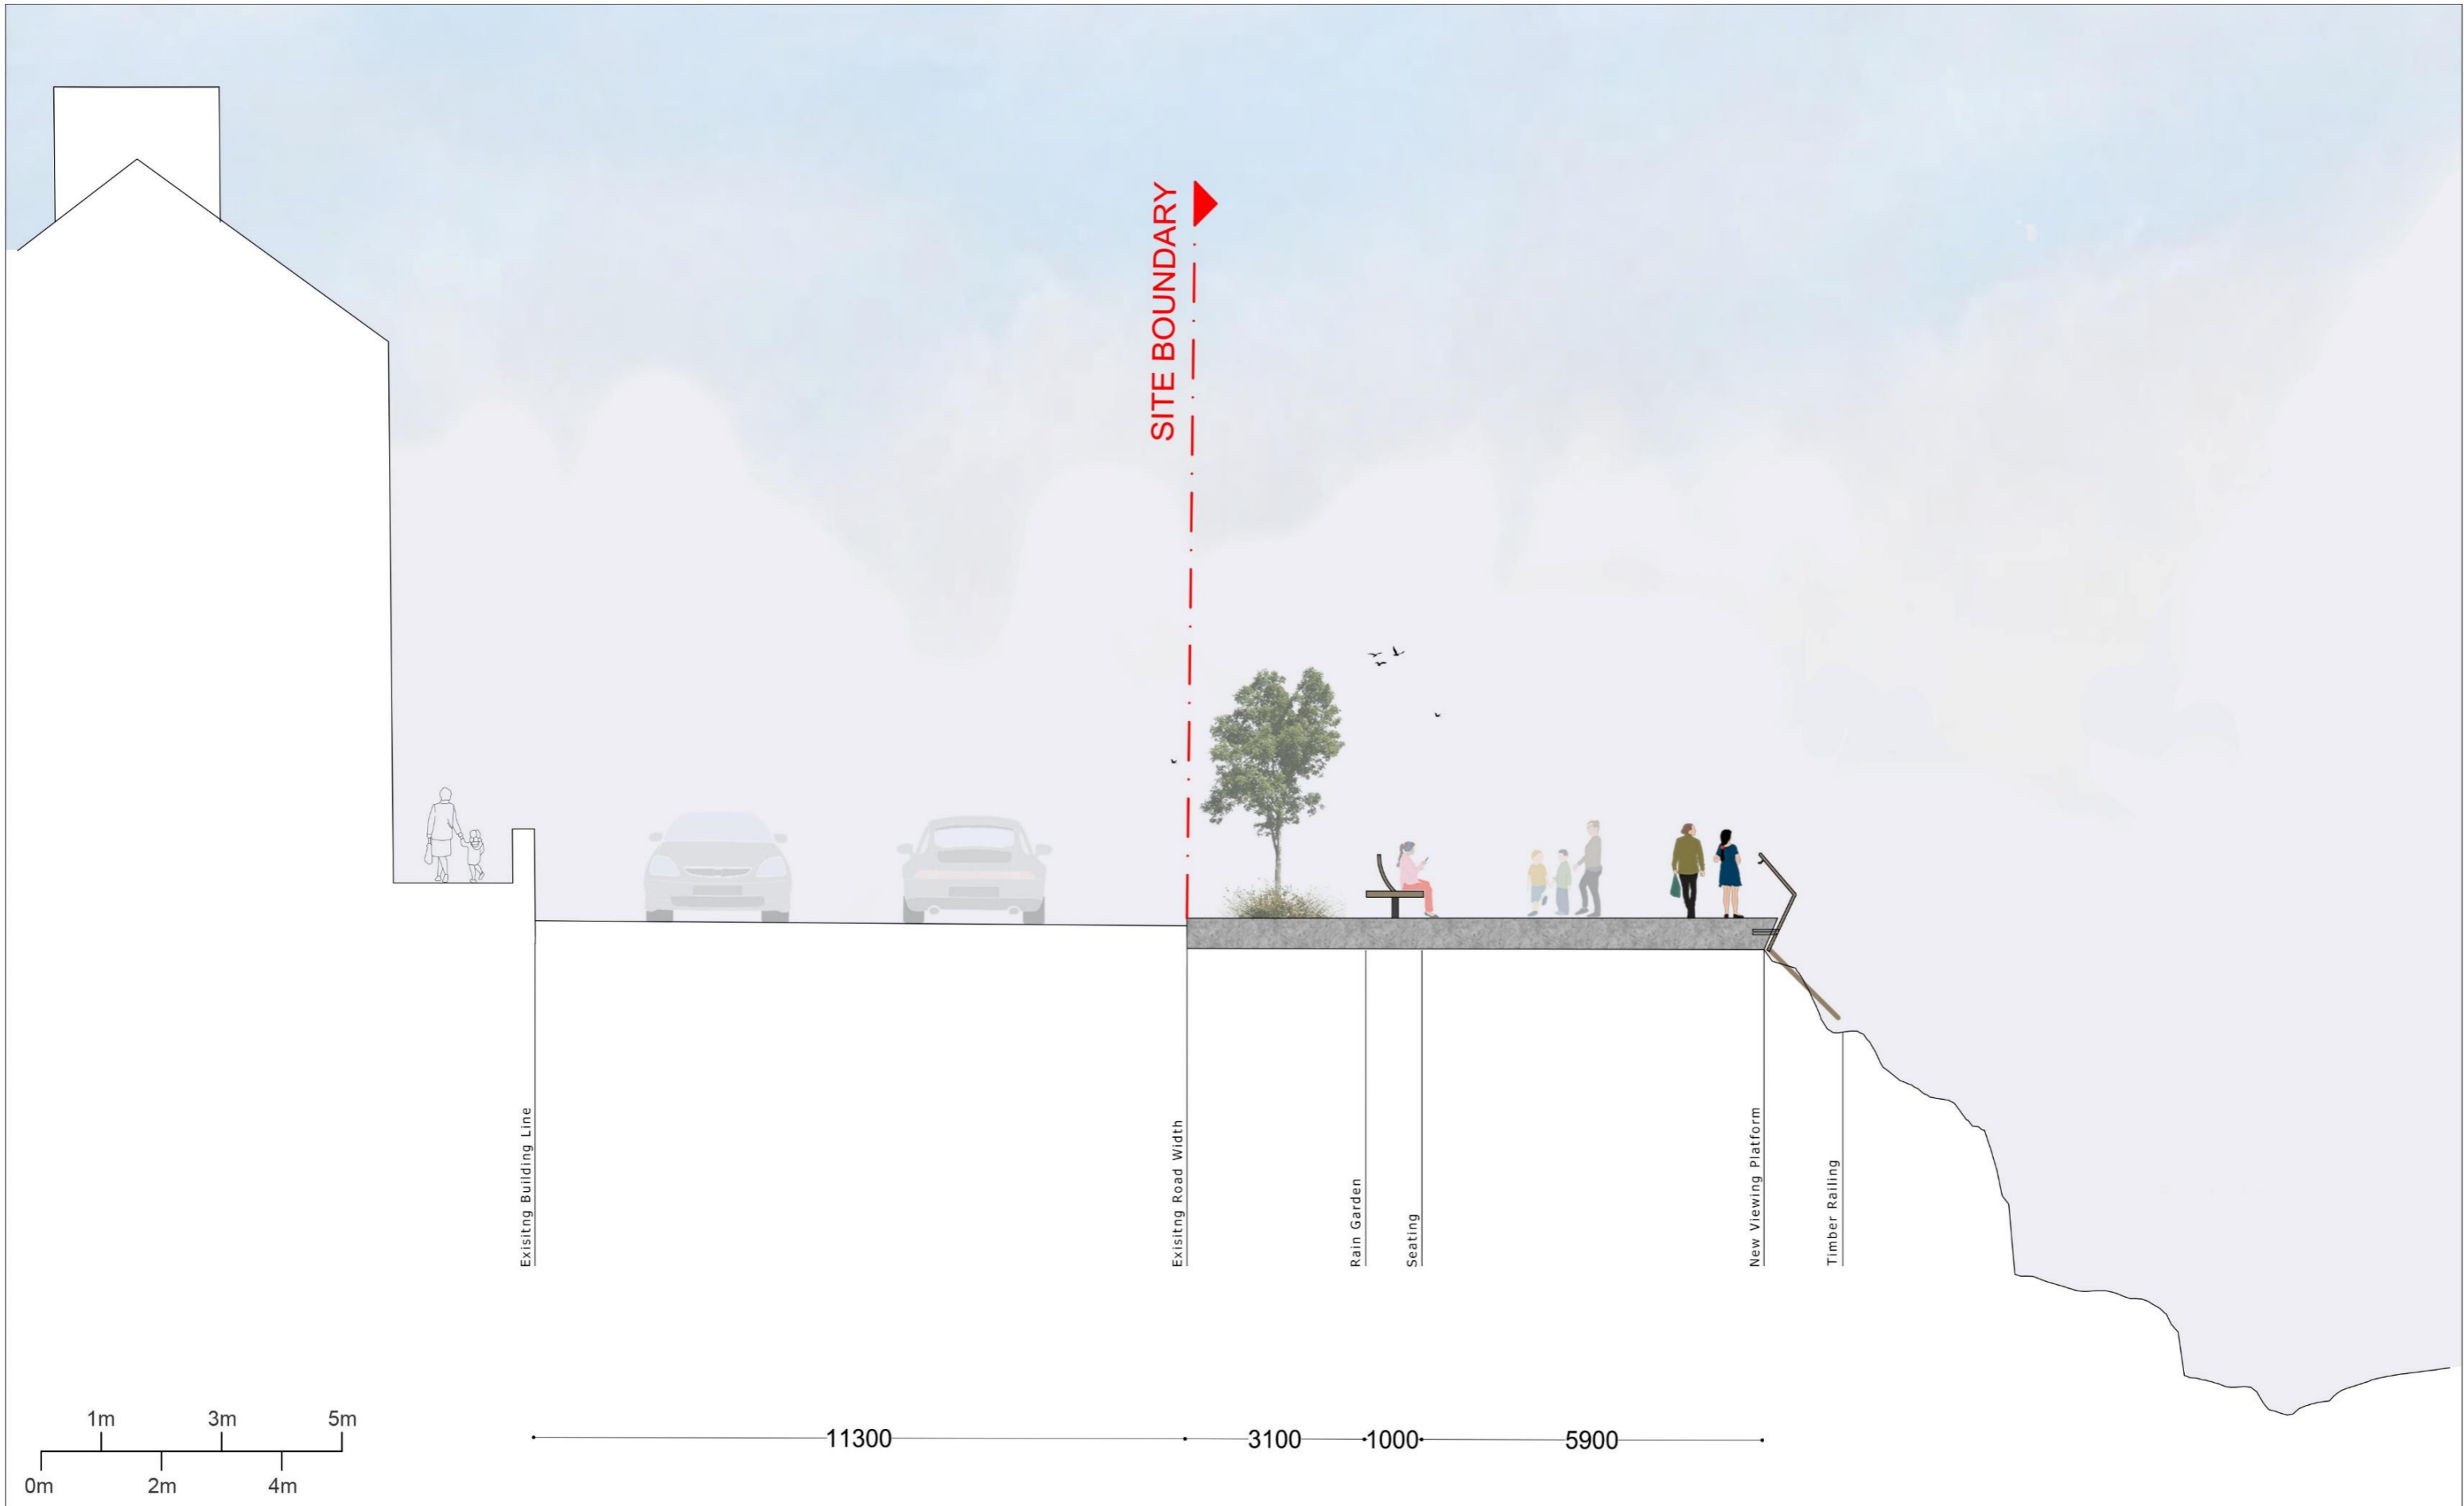 SITE BOUNDARY
Exisitng Building Line
Exisitng Road Width
Rain Garden
Seating
New Viewing Platform
Timber Railing
1m 3m 5m
0m 2m 4m
11300 3100 1000 5900